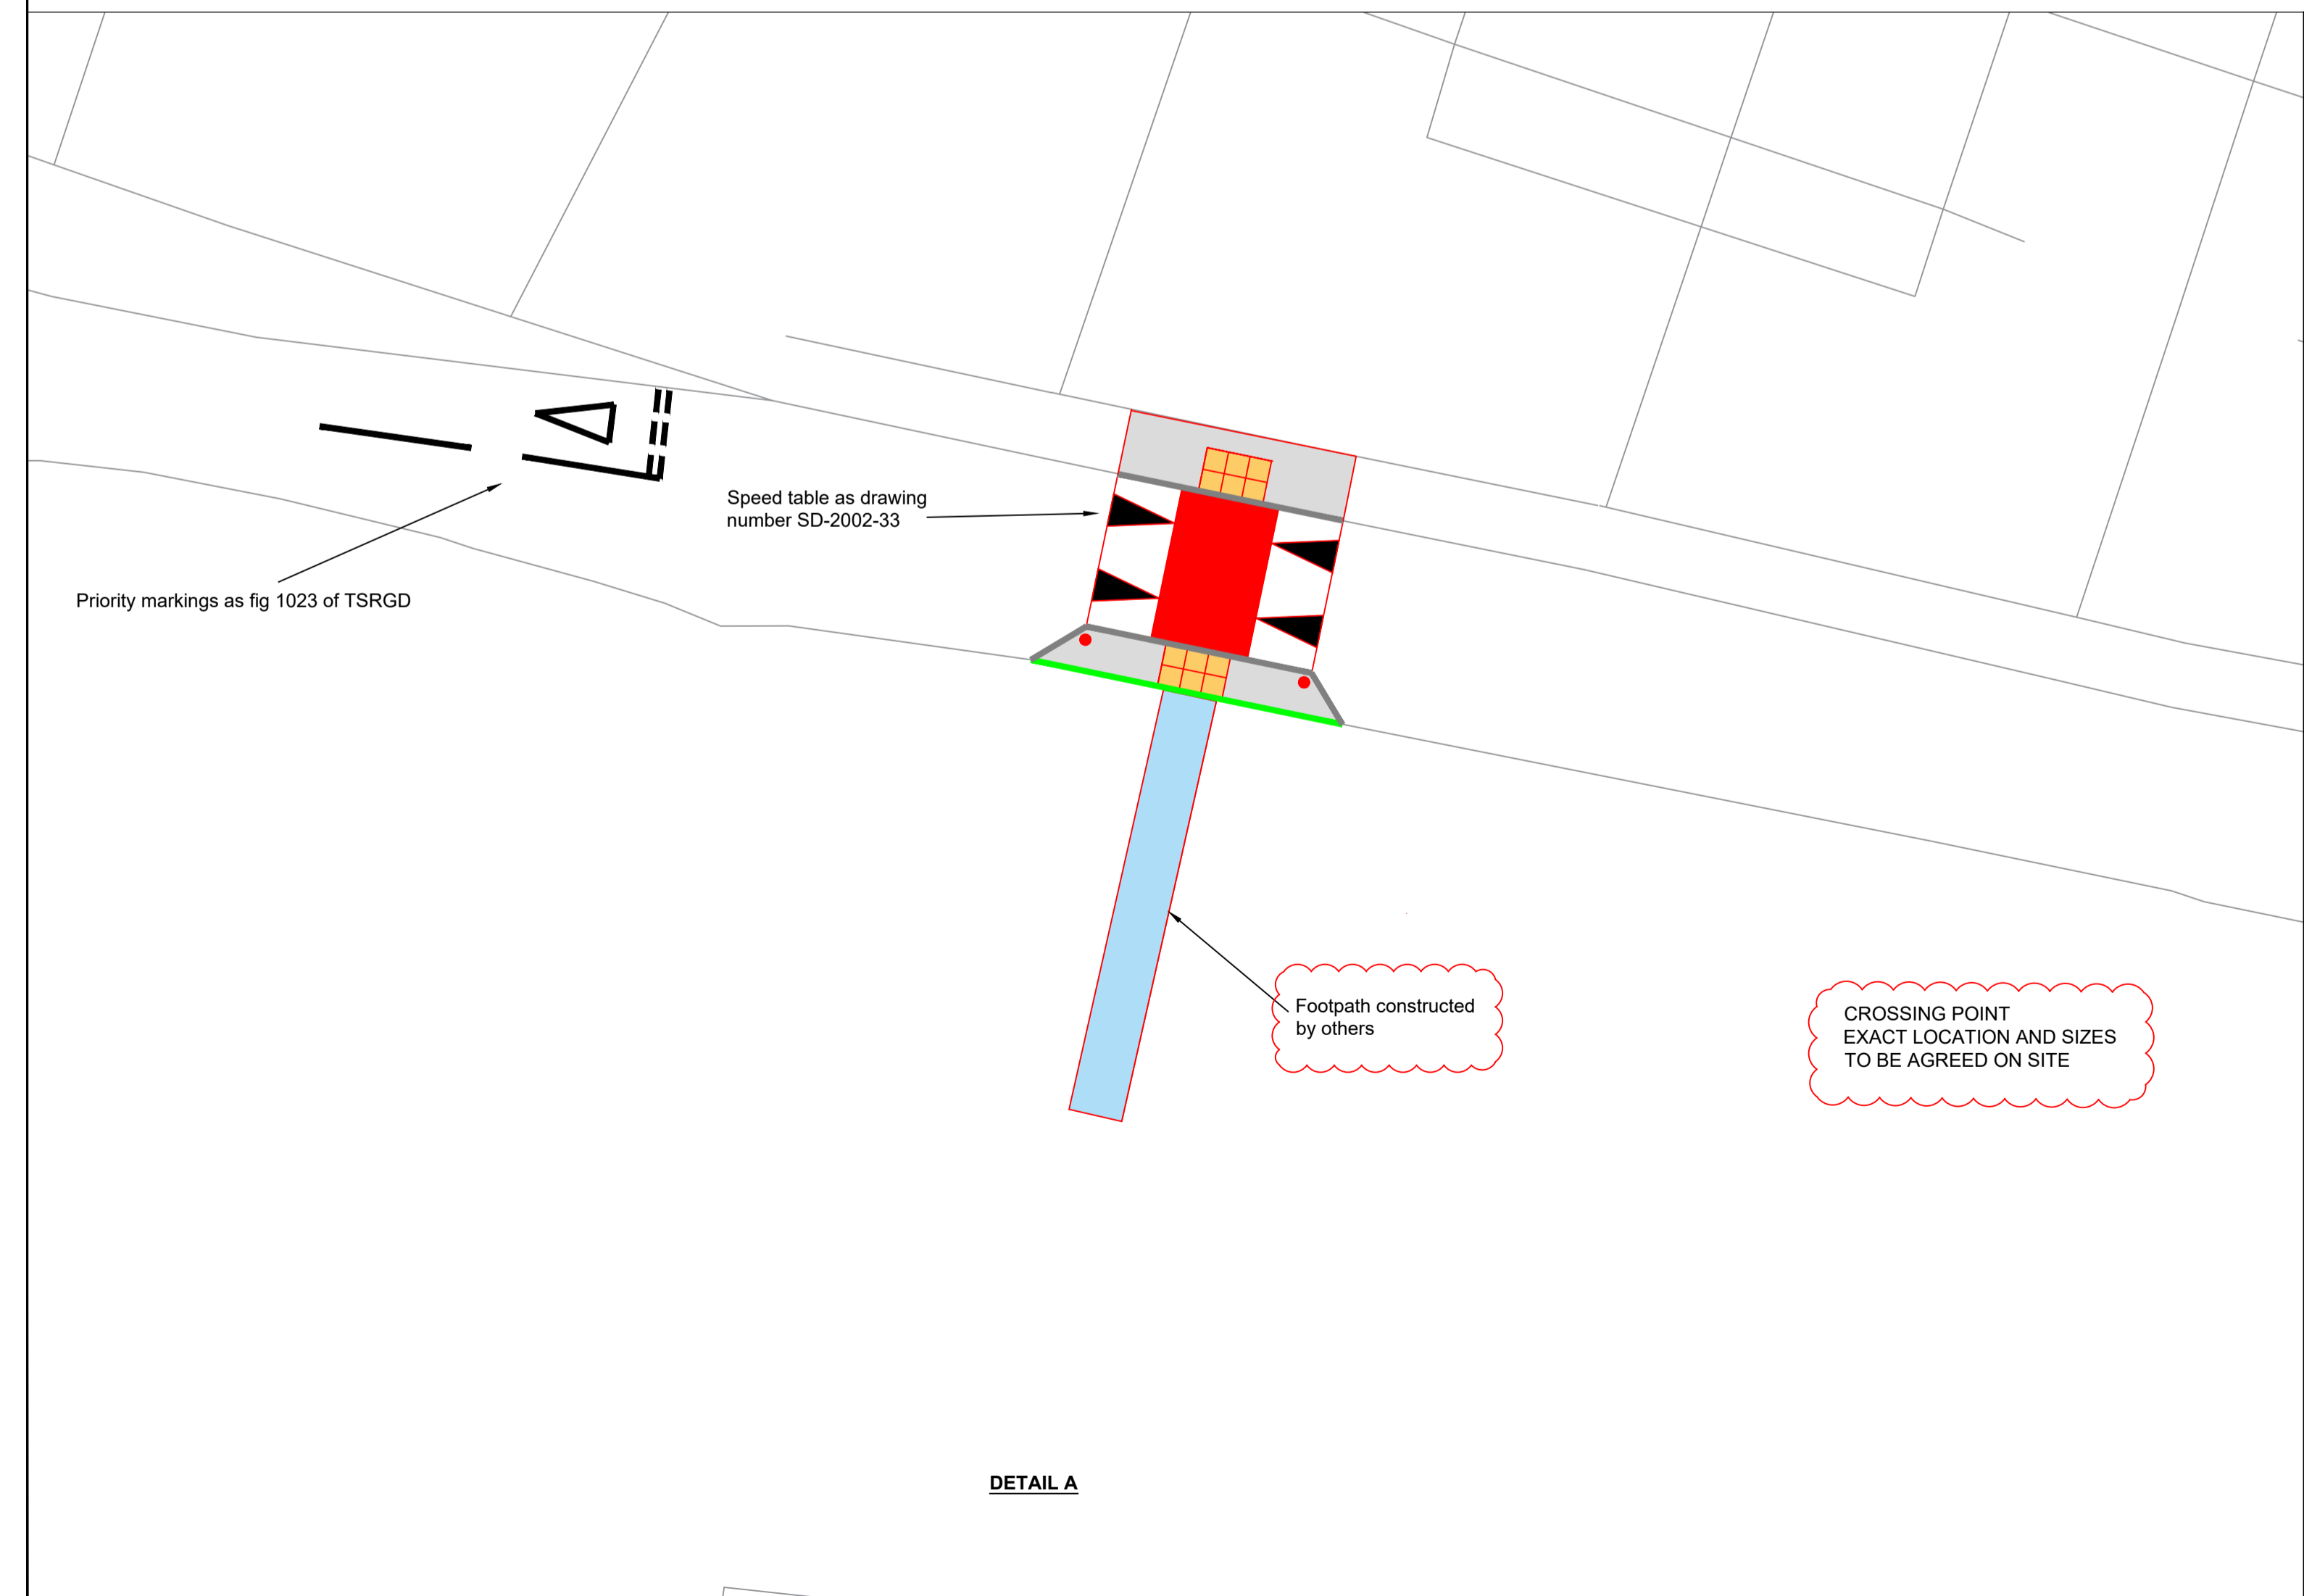 Speed table as drawing
number SD-2002-33
Priority markings as fig 1023 of TSRGD
Footpath constructed
by others
CROSSING POINT
EXACT LOCATION AND SIZES
TO BE AGREED ON SITE
DETAIL A